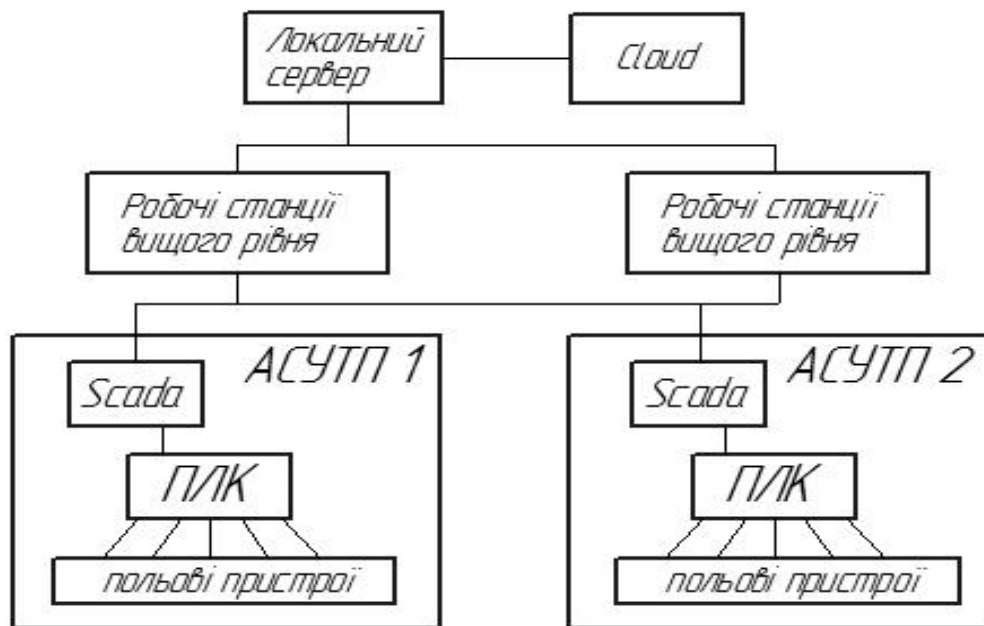 Локальний
сервер
Cloud
Робочі станції
вищого рівня
Робочі станції
вищого рівня
АСУТП 1
Scada
ПЛК
польові пристрої
АСУТП 2
Scada
ПЛК
польові пристрої